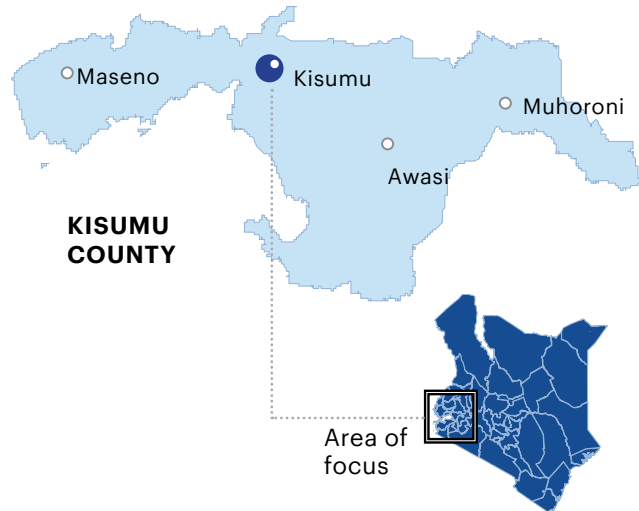 Maseno
Kisumu
Muhoroni
Awasi
KISUMU
COUNTY
Area of
focus